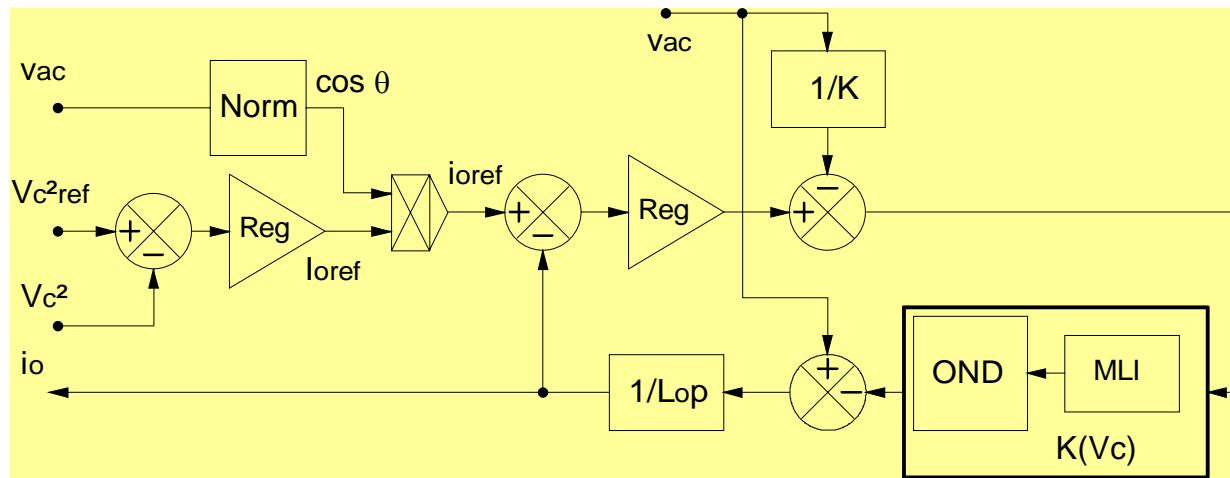 vac
vac
1/K
Norm
cos θ
Vc²ref
+
−
Reg
Ioref
ioref
+
−
Reg
+
−
Vc²
io
1/Lop
+
−
OND
MLI
K(Vc)